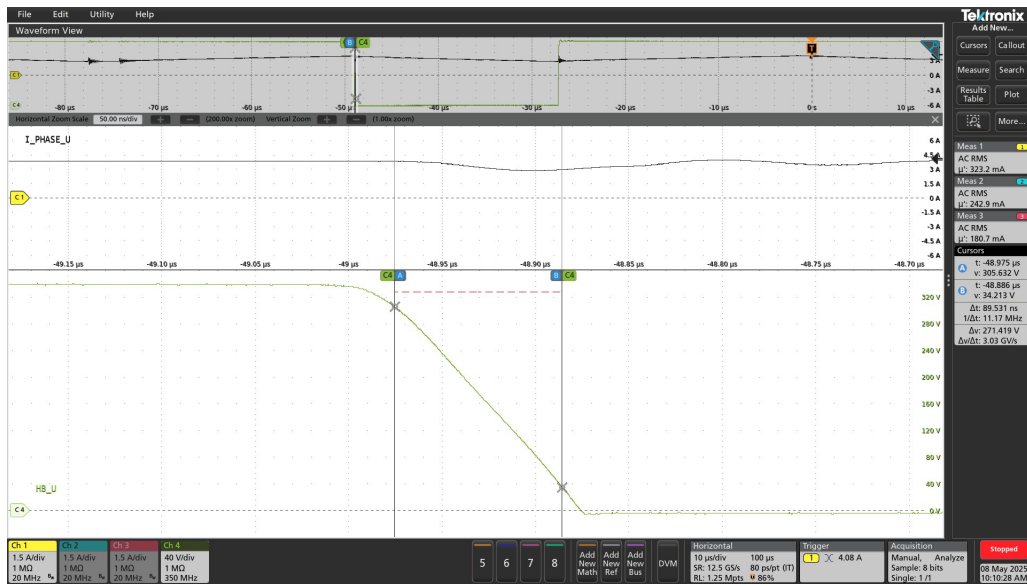 File Edit Utility Help
Tektronix
Waveform View
Add New...
B C4
T
3 A
C1
0 A
-3 A
C4
-6 A
-80 µs -70 µs -60 µs -50 µs -40 µs -20 µs -10 µs 0 s 10 µs
Horizontal Zoom Scale 50.00 ns/div + − (200.00x zoom) Vertical Zoom + − (1.00x zoom)
I_PHASE_U
6 A
4.5 A
3 A
1.5 A
C1
0 A
-1.5 A
-3 A
-4.5 A
-6 A
-49.15 µs -49.10 µs -49.05 µs -49 µs -48.95 µs -48.90 µs -48.85 µs -48.80 µs -48.75 µs -48.70 µs
C4 A B C4
320 V
280 V
240 V
200 V
160 V
120 V
80 V
40 V
HB_U
C4
0 V
Cursors Callout
Measure Search
Results Table Plot
More...
Meas 1 1
AC RMS
µ': 323.2 mA
Meas 2 2
AC RMS
µ': 242.9 mA
Meas 3 3
AC RMS
µ': 180.7 mA
Cursors
A t: -48.975 µs
v: 305.632 V
B t: -48.886 µs
v: 34.213 V
Δt: 89.531 ns
1/Δt: 11.17 MHz
Δv: 271.419 V
Δv/Δt: 3.03 GV/s
Ch 1
1.5 A/div
1 MΩ
20 MHz
Ch 2
1.5 A/div
1 MΩ
20 MHz
Ch 3
1.5 A/div
1 MΩ
20 MHz
Ch 4
40 V/div
1 MΩ
350 MHz
5 6 7 8
Add New Math
Add New Ref
Add New Bus
DVM
Horizontal
10 µs/div 100 µs
SR: 12.5 GS/s 80 ps/pt (IT)
RL: 1.25 Mpts 86%
Trigger
1 4.08 A
Acquisition
Manual, Analyze
Sample: 8 bits
Single: 1/1
Stopped
08 May 2025
10:10:28 AM